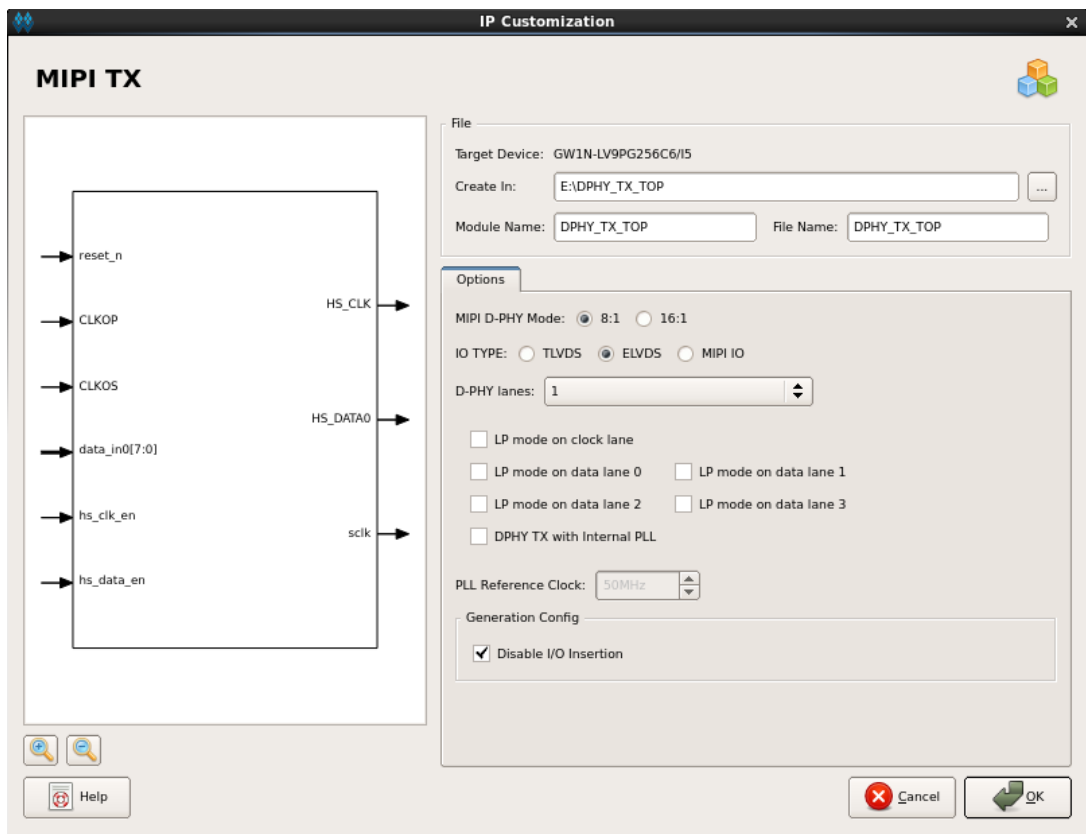 IP Customization
MIPI TX
reset_n
CLKOP
CLKOS
data_in0[7:0]
hs_clk_en
hs_data_en
HS_CLK
HS_DATA0
sclk
File
Target Device: GW1N-LV9PG256C6/I5
Create In: E:\DPHY_TX_TOP ...
Module Name: DPHY_TX_TOP File Name: DPHY_TX_TOP
Options
MIPI D-PHY Mode: 8:1 16:1
IO TYPE: TLVDS ELVDS MIPI IO
D-PHY lanes: 1
LP mode on clock lane
LP mode on data lane 0 LP mode on data lane 1
LP mode on data lane 2 LP mode on data lane 3
DPHY TX with Internal PLL
PLL Reference Clock: 50MHz
Generation Config
Disable I/O Insertion
Help Cancel OK